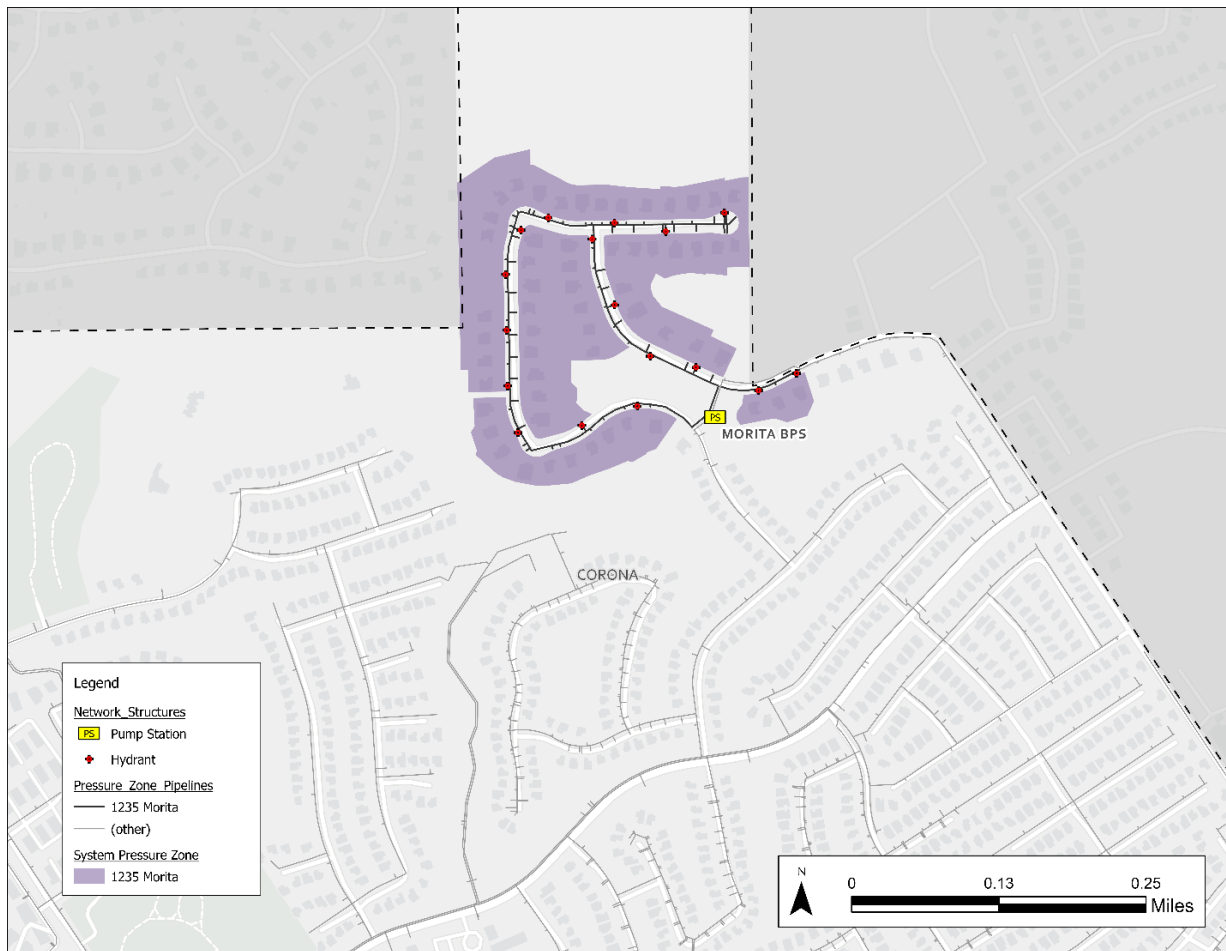 PS
MORITA BPS
CORONA
Legend
Network_Structures
PS Pump Station
Hydrant
Pressure_Zone_Pipelines
1235 Morita
(other)
System Pressure Zone
1235 Morita
N
0 0.13 0.25
Miles